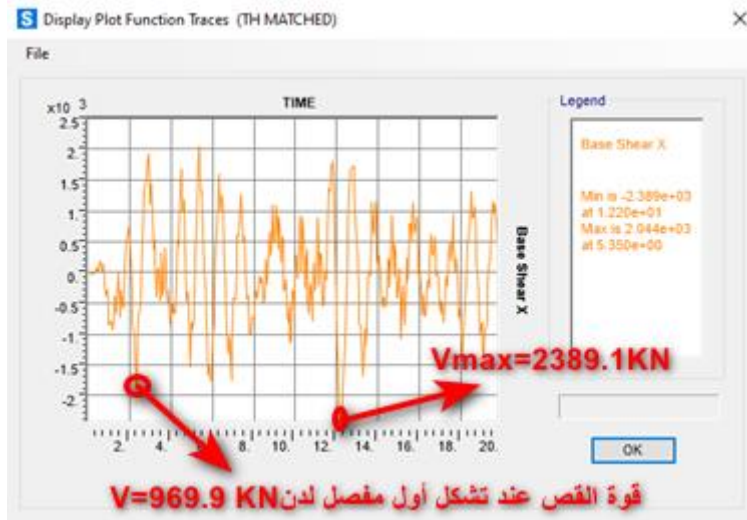 S Display Plot Function Traces (TH MATCHED)
File
TIME
x10 3
2.5
2.
1.5
1.
0.5
0.
-0.5
-1.
-1.5
-2.
2. 4. 6. 8. 10. 12. 14. 16. 18. 20.
Base Shear X
Legend
Base Shear X
Min is -2.389e+03
at 1.220e+01
Max is 2.044e+03
at 5.350e+00
Vmax=2389.1KN
OK
قوة القص عند تشكل أول مفصل لدن V=969.9 KN